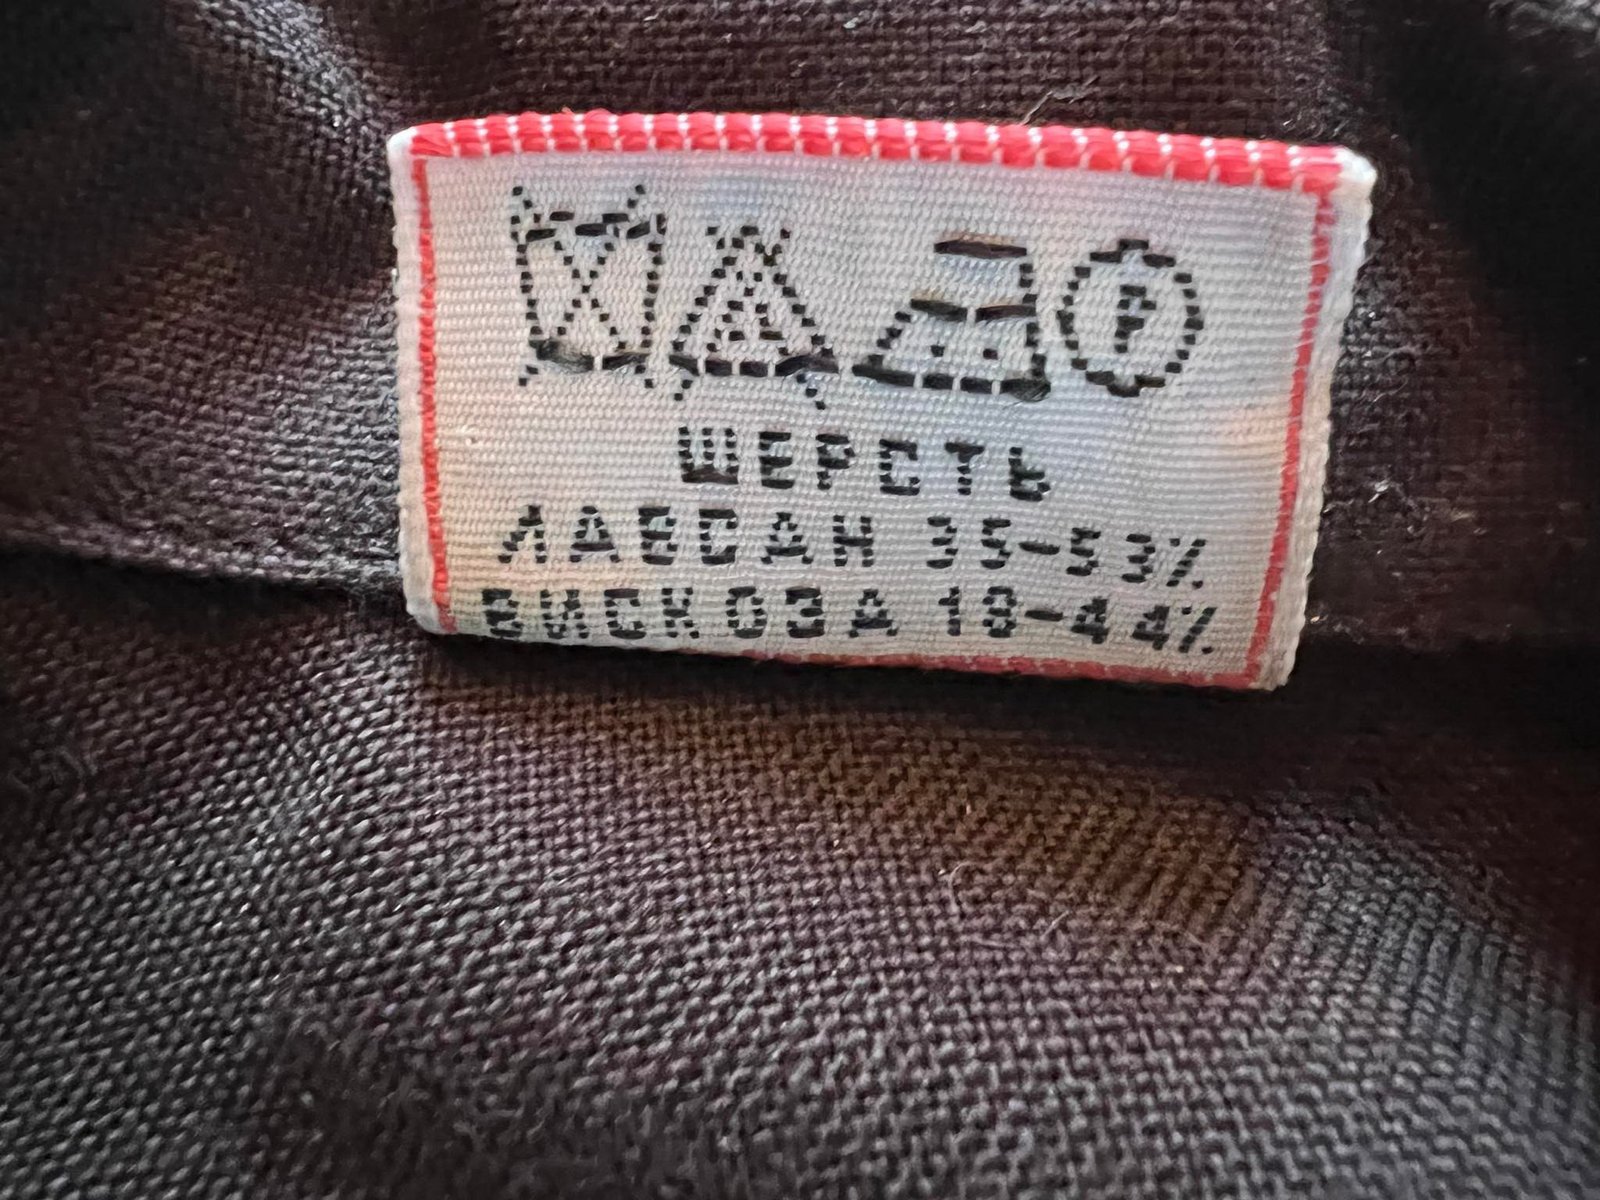 P
ШЕРСТЬ
ЛАВСАН 35-53%
ВИСКОЗА 18-44%